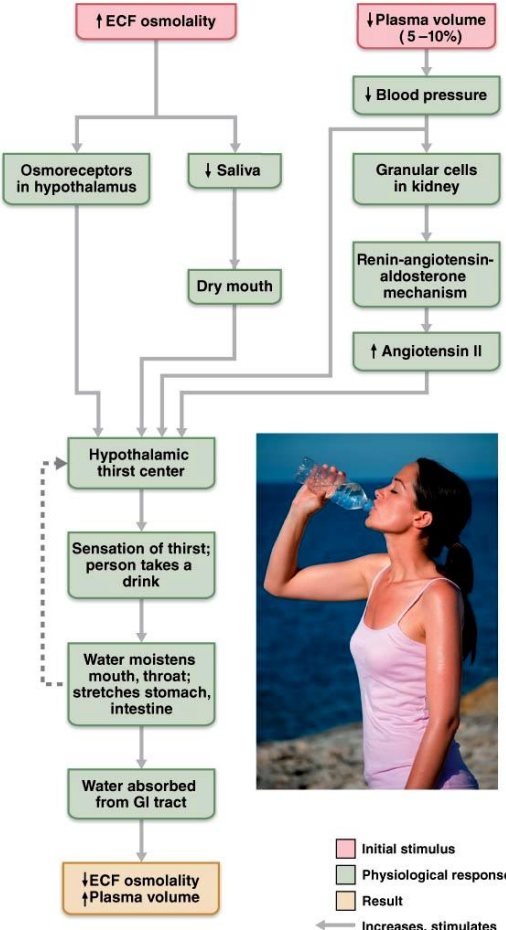 ↑ ECF osmolality
↓ Plasma volume
( 5 –10%)
↓ Blood pressure
Osmoreceptors
in hypothalamus
↓ Saliva
Granular cells
in kidney
Dry mouth
Renin-angiotensin-
aldosterone
mechanism
↑ Angiotensin II
Hypothalamic
thirst center
Sensation of thirst;
person takes a
drink
Water moistens
mouth, throat;
stretches stomach,
intestine
Water absorbed
from GI tract
↓ECF osmolality
↑Plasma volume
Initial stimulus
Physiological response
Result
Increases, stimulates